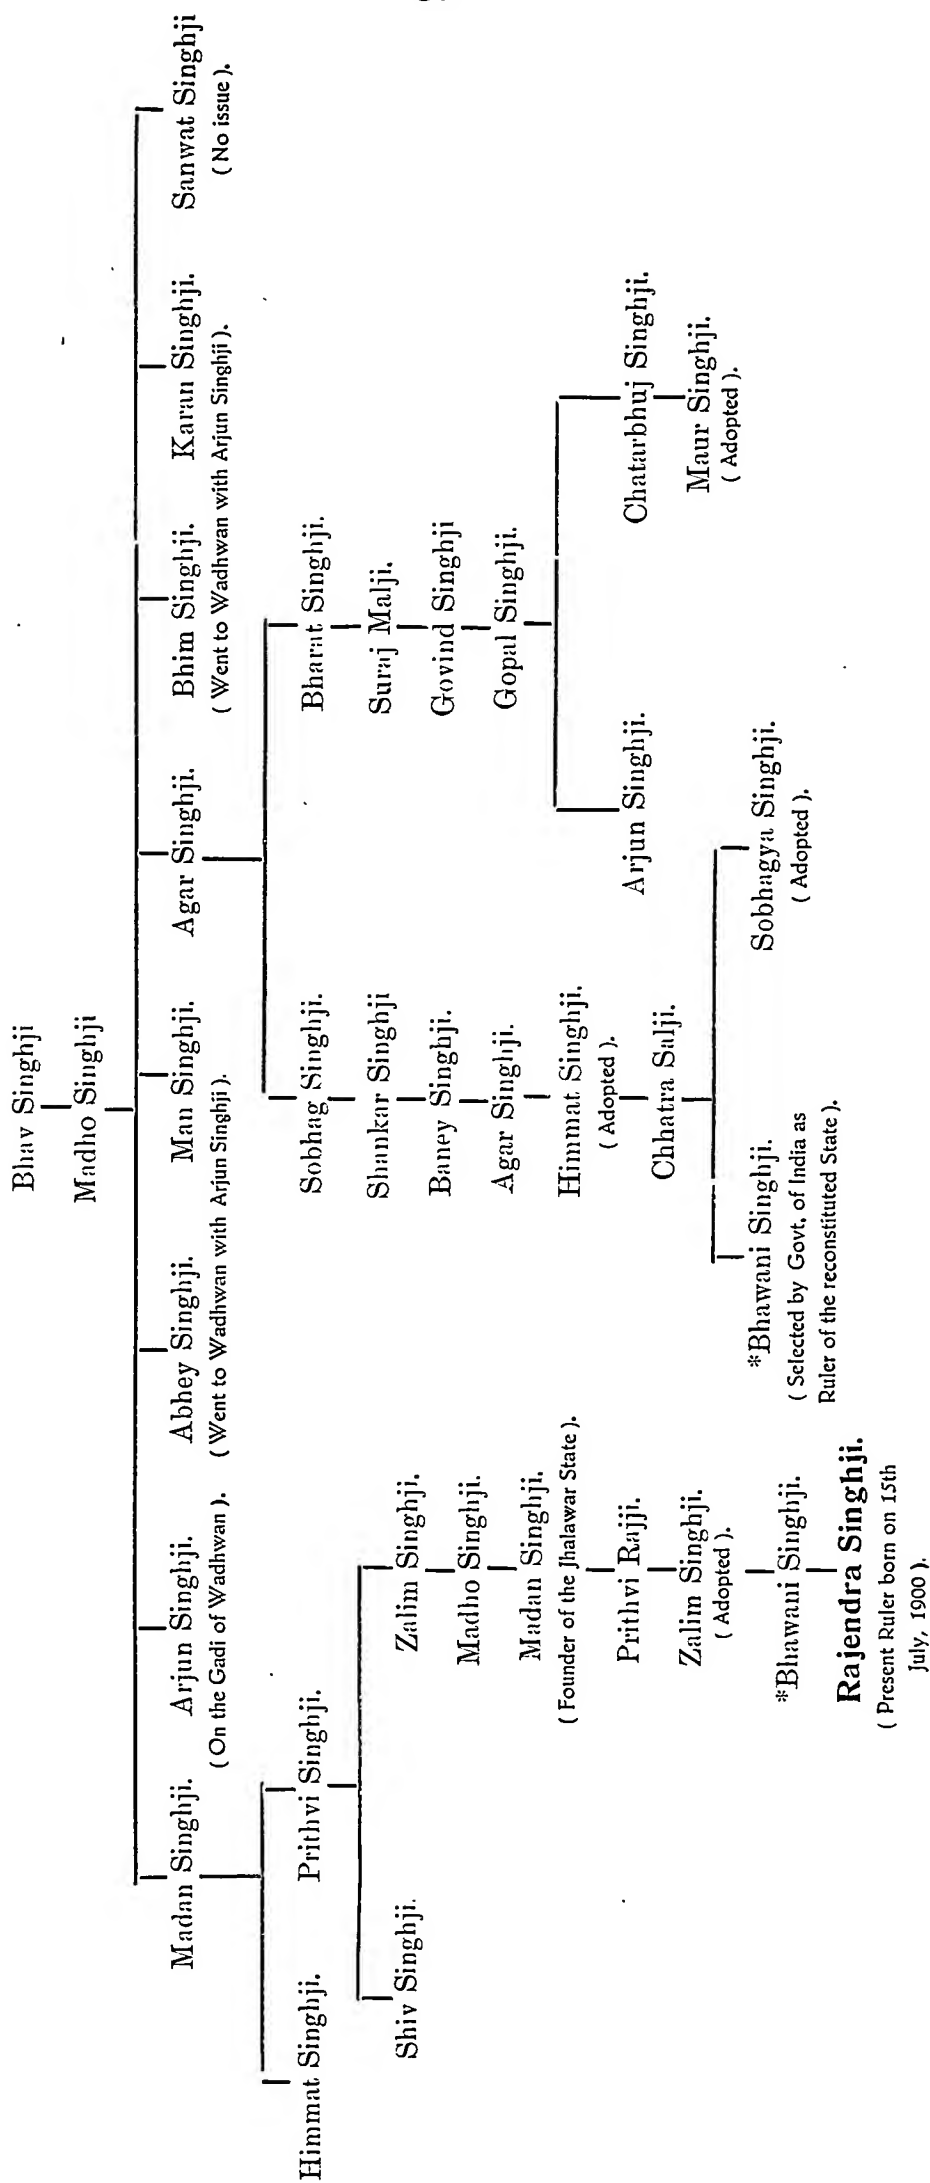 Bhav Singhji
Madho Singhji
Madan Singhji.
Arjun Singhji.
( On the Gadi of Wadhwan ).
Abhey Singhji.
( Went to Wadhwan with Arjun Singhji ).
Man Singhji.
Agar Singhji.
Bhim Singhji.
( Went to Wadhwan with Arjun Singhji ).
Karan Singhji.
Sanwat Singhji
( No issue ).
Himmat Singhji.
Prithvi Singhji.
Sobhag Singhji.
Bharat Singhji.
Shiv Singhji.
Zalim Singhji.
Shankar Singhji
Suraj Malji.
Madho Singhji.
Baney Singhji.
Govind Singhji
Madan Singhji.
( Founder of the Jhalawar State ).
Agar Singhji.
Gopal Singhji.
Prithvi Rajji.
Himmat Singhji.
( Adopted ).
Arjun Singhji.
Chatarbhuj Singhji.
Zalim Singhji.
( Adopted ).
Chhatra Salji.
Maur Singhji.
( Adopted ).
*Bhawani Singhji.
*Bhawani Singhji.
( Selected by Govt. of India as
Ruler of the reconstituted State ).
Sobhagya Singhji.
( Adopted ).
Rajendra Singhji.
( Present Ruler born on 15th
July, 1900 ).